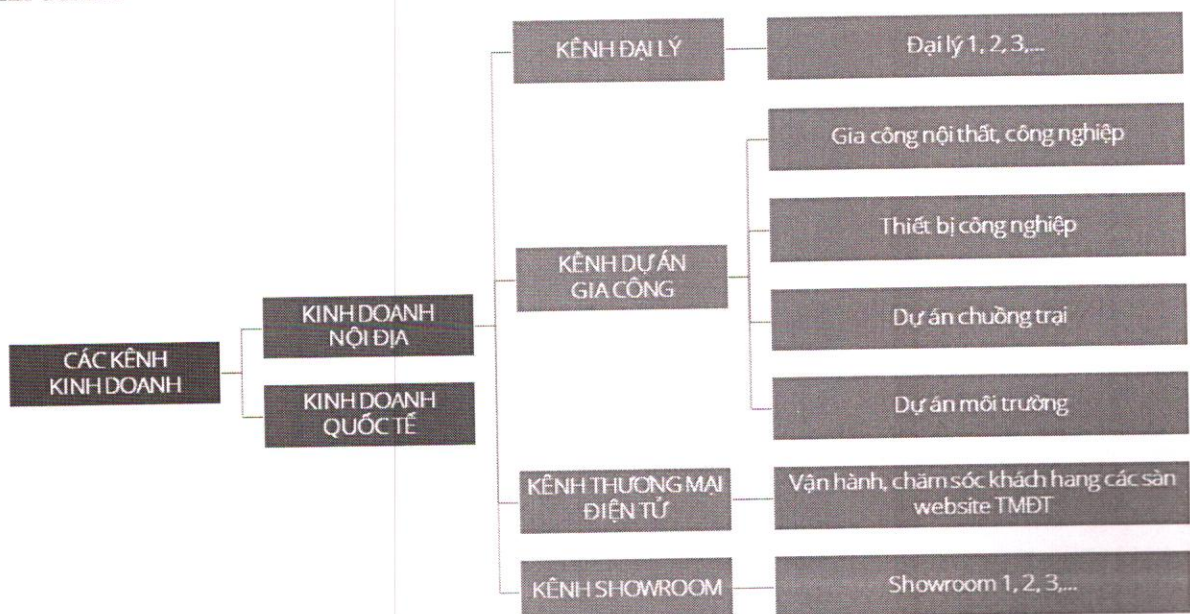 KÊNH ĐẠI LÝ
Đại lý 1, 2, 3,...
Gia công nội thất, công nghiệp
Thiết bị công nghiệp
KÊNH DỰ ÁN
GIA CÔNG
Dự án chuồng trại
Dự án môi trường
KINH DOANH
NỘI ĐỊA
CÁC KÊNH
KINH DOANH
KINH DOANH
QUỐC TẾ
KÊNH THƯƠNG MẠI
ĐIỆN TỬ
Vận hành, chăm sóc khách hang các sàn
website TMĐT
KÊNH SHOWROOM
Showroom 1, 2, 3,...